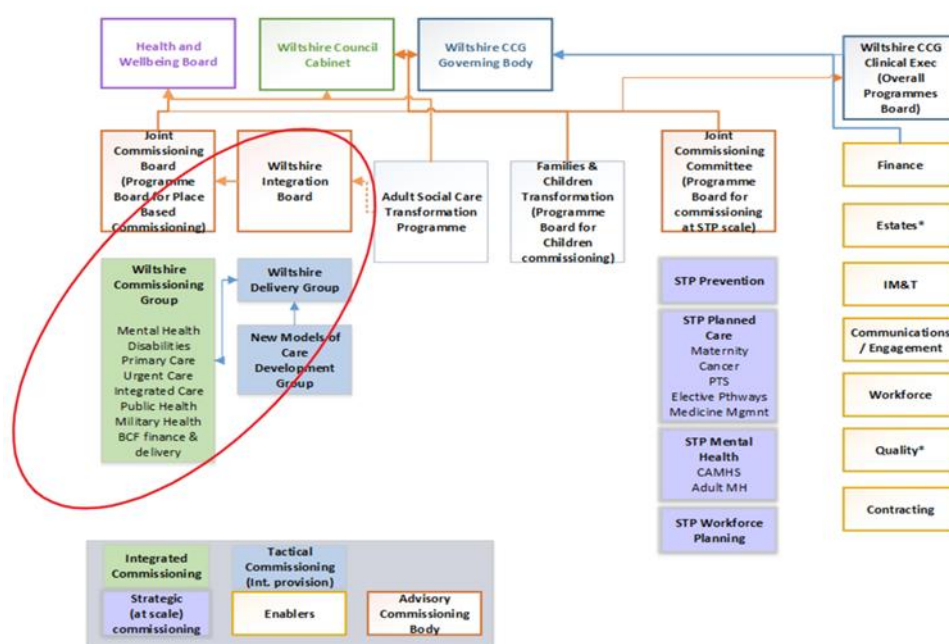 Health and
Wellbeing Board
Wiltshire Council
Cabinet
Wiltshire CCG
Governing Body
Wiltshire CCG
Clinical Exec
(Overall
Programmes
Board)
Joint
Commissioning
Board
(Programme
Board for Place
Based
Commissioning)
Wiltshire
Integration
Board
Adult Social Care
Transformation
Programme
Families &
Children
Transformation
(Programme
Board for
Children
commissioning)
Joint
Commissioning
Committee
(Programme
Board for
commissioning
at STP scale)
Finance
Estates*
IM&T
Communications
/ Engagement
Workforce
Quality*
Contracting
Wiltshire
Commissioning
Group
Mental Health
Disabilities
Primary Care
Urgent Care
Integrated Care
Public Health
Military Health
BCF finance &
delivery
Wiltshire
Delivery Group
New Models of
Care
Development
Group
STP Prevention
STP Planned
Care
Maternity
Cancer
PTS
Elective Pthways
Medicine Mgmnt
STP Mental
Health
CAMHS
Adult MH
STP Workforce
Planning
Integrated
Commissioning
Tactical
Commissioning
(Int. provision)
Strategic
(at scale)
commissioning
Enablers
Advisory
Commissioning
Body